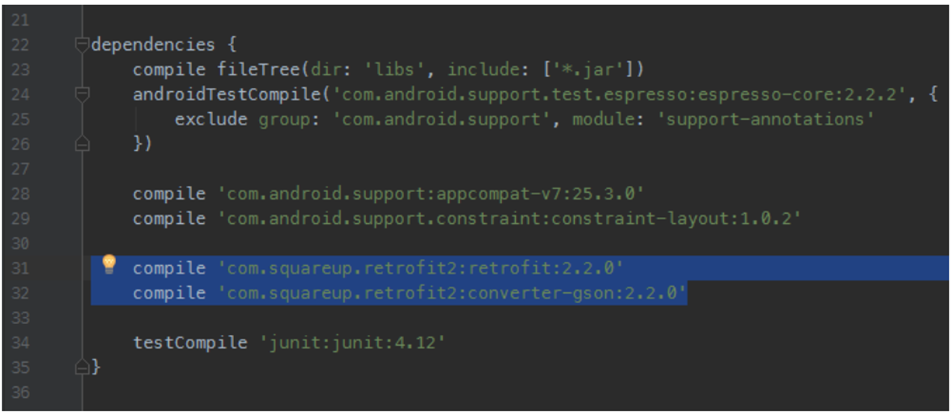 21
22 dependencies {
23 compile fileTree(dir: 'libs', include: ['*.jar'])
24 androidTestCompile('com.android.support.test.espresso:espresso-core:2.2.2', {
25 exclude group: 'com.android.support', module: 'support-annotations'
26 })
27
28 compile 'com.android.support:appcompat-v7:25.3.0'
29 compile 'com.android.support.constraint:constraint-layout:1.0.2'
30
31 compile 'com.squareup.retrofit2:retrofit:2.2.0'
32 compile 'com.squareup.retrofit2:converter-gson:2.2.0'
33
34 testCompile 'junit:junit:4.12'
35 }
36